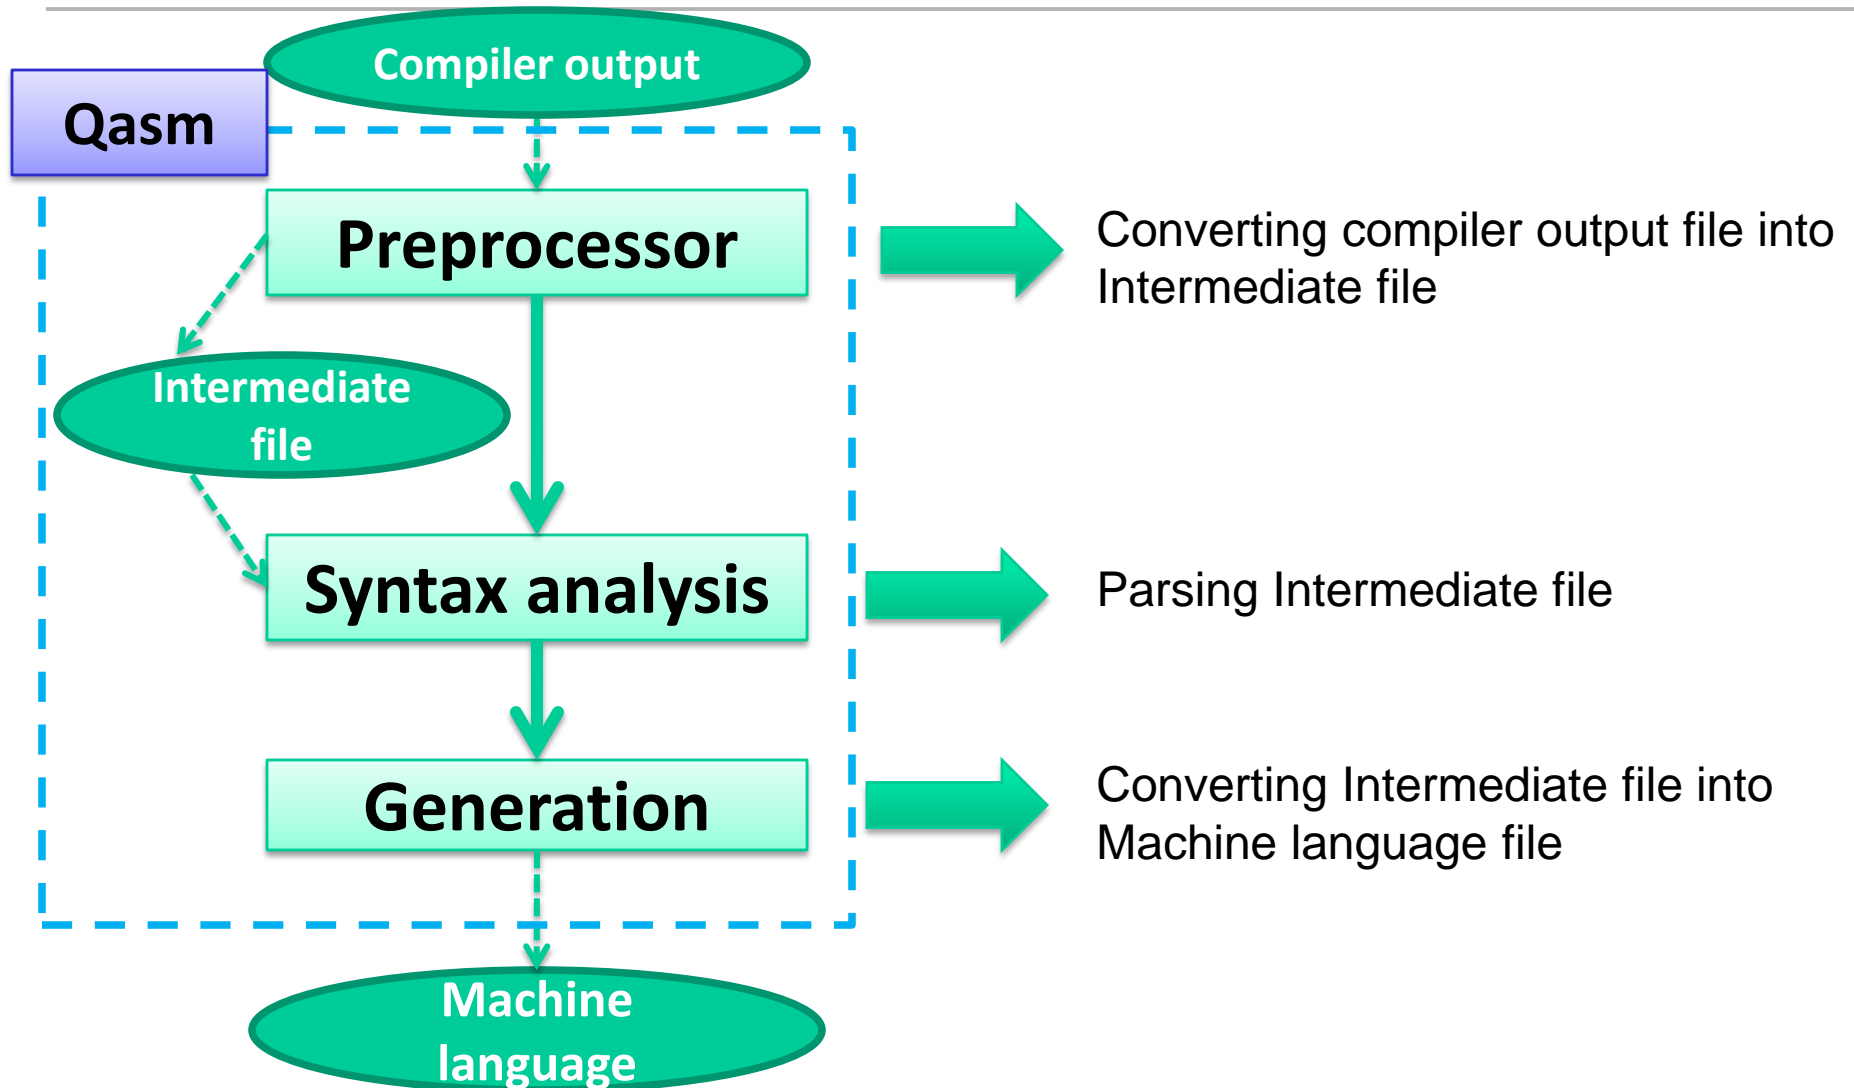 Compiler output
Qasm
Preprocessor
Converting compiler output file into
Intermediate file
Intermediate
file
Syntax analysis
Parsing Intermediate file
Generation
Converting Intermediate file into
Machine language file
Machine
language